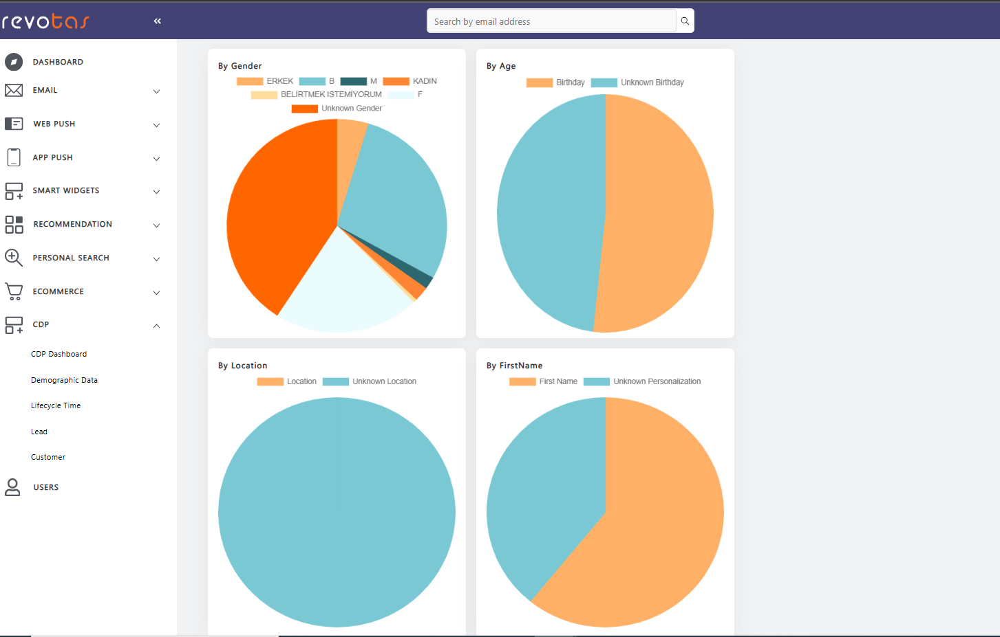 revotas
«
Search by email address
DASHBOARD
EMAIL
WEB PUSH
APP PUSH
SMART WIDGETS
RECOMMENDATION
PERSONAL SEARCH
ECOMMERCE
CDP
CDP Dashboard
Demographic Data
Lifecycle Time
Lead
Customer
USERS
By Gender
ERKEK B M KADIN
BELİRTMEK ISTEMİYORUM F
Unknown Gender
By Age
Birthday Unknown Birthday
By Location
Location Unknown Location
By FirstName
First Name Unknown Personalization